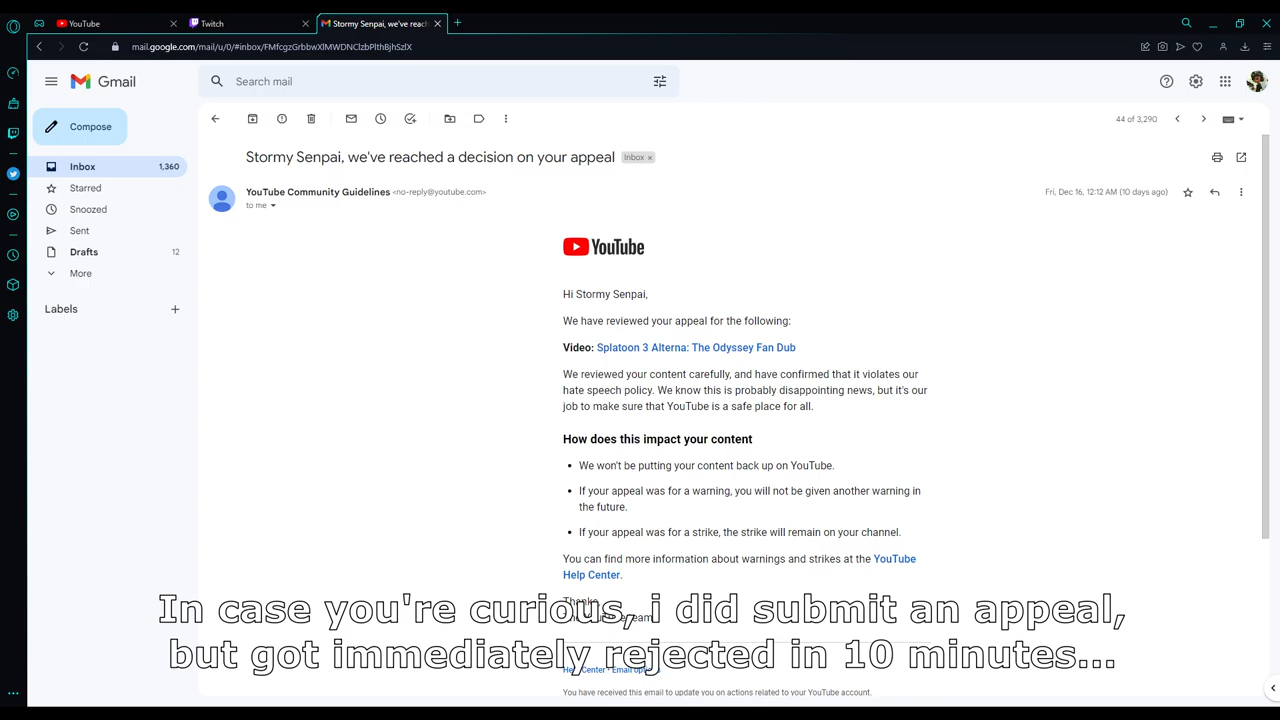 YouTube
Twitch
Stormy Senpai, we've reach
mail.google.com/mail/u/0/#inbox/FMfcgzGrbbwXlMWDNClzbPlthBjhSzlX
Gmail
Search mail
Compose
44 of 3,290
Inbox 1,360
Starred
Snoozed
Sent
Drafts 12
More
Labels
Stormy Senpai, we've reached a decision on your appeal Inbox ×
YouTube Community Guidelines <no-reply@youtube.com>
Fri, Dec 16, 12:12 AM (10 days ago)
to me
YouTube
Hi Stormy Senpai,
We have reviewed your appeal for the following:
Video: Splatoon 3 Alterna: The Odyssey Fan Dub
We reviewed your content carefully, and have confirmed that it violates our
hate speech policy. We know this is probably disappointing news, but it's our
job to make sure that YouTube is a safe place for all.
How does this impact your content
• We won't be putting your content back up on YouTube.
• If your appeal was for a warning, you will not be given another warning in
the future.
• If your appeal was for a strike, the strike will remain on your channel.
You can find more information about warnings and strikes at the YouTube
Help Center.
In case you're curious, i did submit an appeal,
but got immediately rejected in 10 minutes...
Center · Email
You have received this email to update you on actions related to your YouTube account.